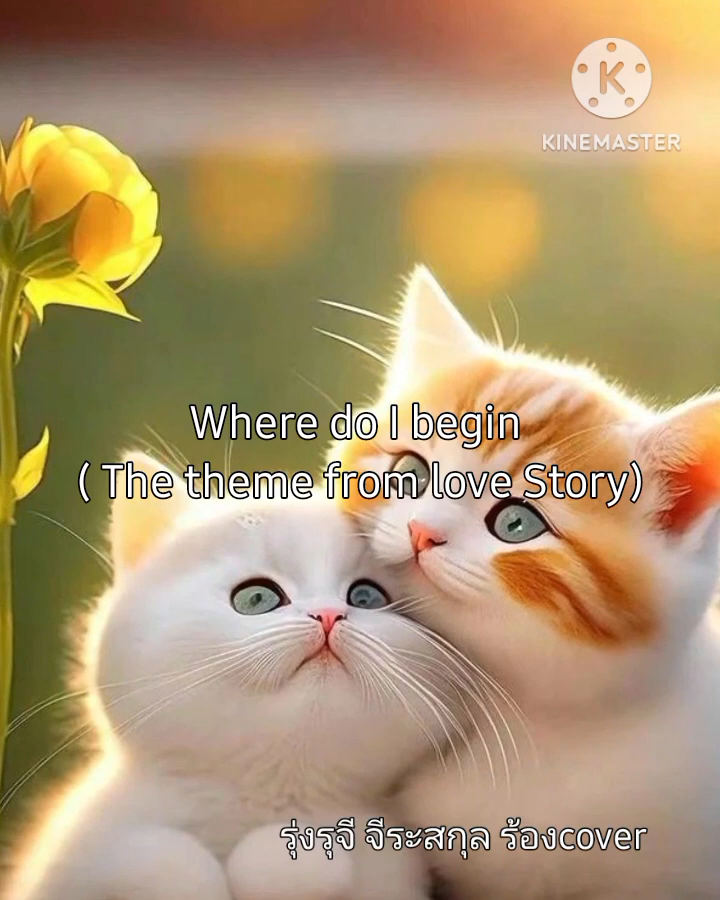 KINEMASTER
Where do I begin
( The theme from love Story)
รุ่งรุจี จีระสกุล ร้องcover